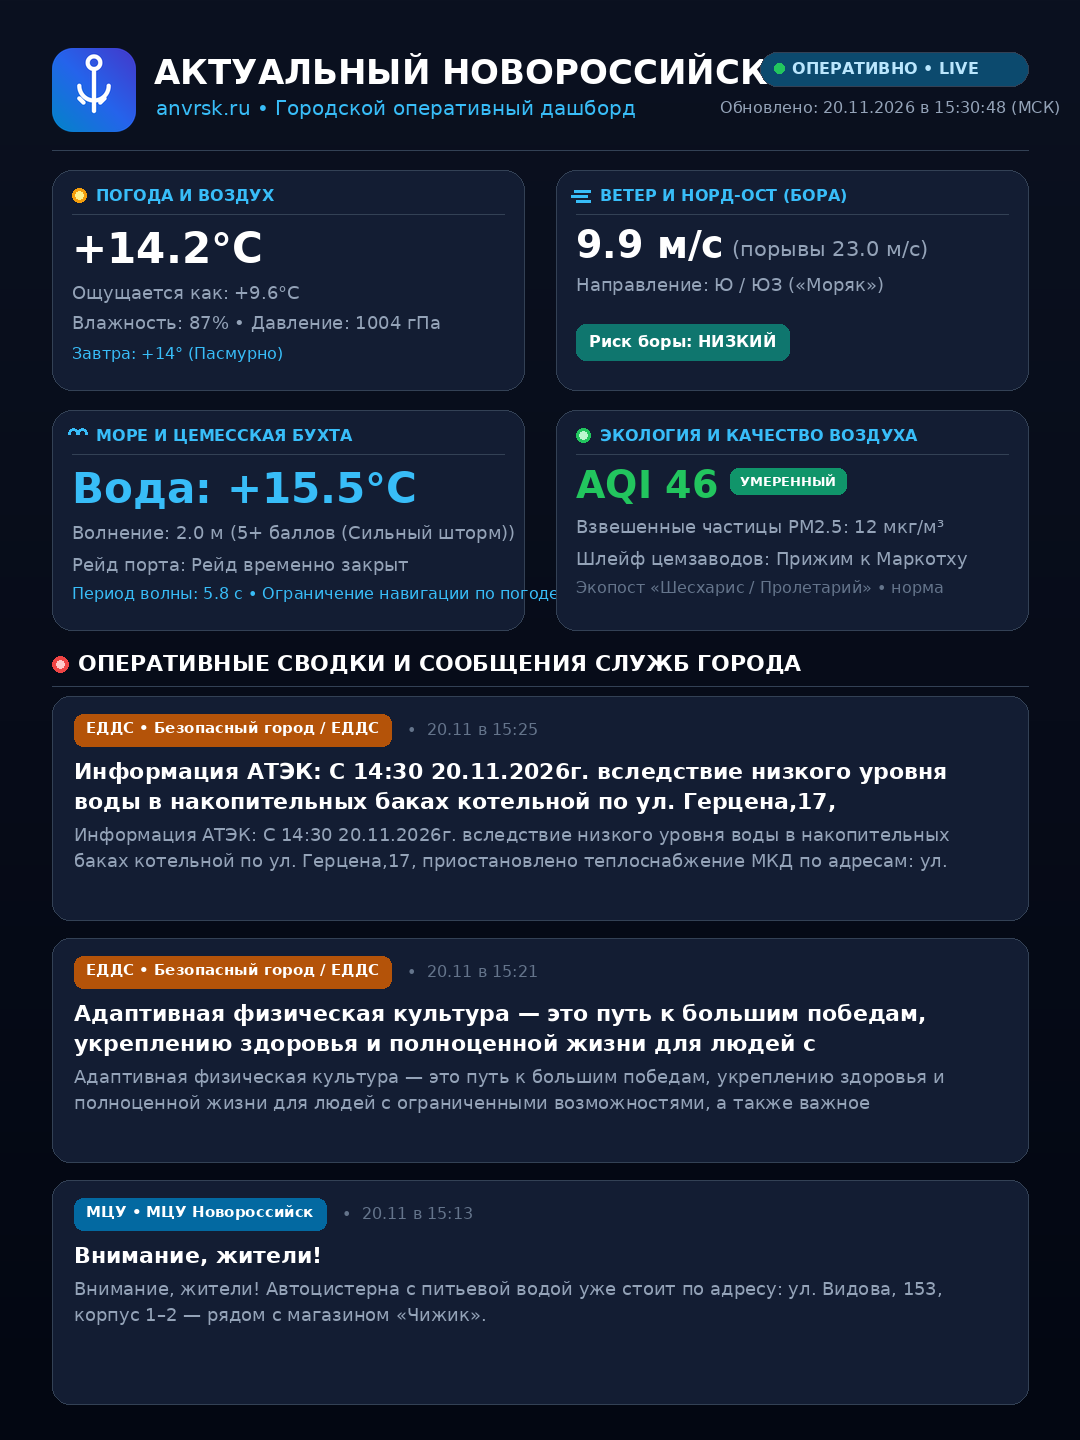 АКТУАЛЬНЫЙ НОВОРОССИЙСК
ОПЕРАТИВНО • LIVE
anvrsk.ru • Городской оперативный дашборд
Обновлено: 20.11.2026 в 15:30:48 (МСК)
ПОГОДА И ВОЗДУХ
+14.2°C
Ощущается как: +9.6°C
Влажность: 87% • Давление: 1004 гПа
Завтра: +14° (Пасмурно)
ВЕТЕР И НОРД-ОСТ (БОРА)
9.9 м/с (порывы 23.0 м/с)
Направление: Ю / ЮЗ («Моряк»)
Риск боры: НИЗКИЙ
МОРЕ И ЦЕМЕССКАЯ БУХТА
Вода: +15.5°C
Волнение: 2.0 м (5+ баллов (Сильный шторм))
Рейд порта: Рейд временно закрыт
Период волны: 5.8 с • Ограничение навигации по погоде
ЭКОЛОГИЯ И КАЧЕСТВО ВОЗДУХА
AQI 46 УМЕРЕННЫЙ
Взвешенные частицы PM2.5: 12 мкг/м³
Шлейф цемзаводов: Прижим к Маркотху
Экопост «Шесхарис / Пролетарий» • норма
ОПЕРАТИВНЫЕ СВОДКИ И СООБЩЕНИЯ СЛУЖБ ГОРОДА
ЕДДС • Безопасный город / ЕДДС • 20.11 в 15:25
Информация АТЭК: С 14:30 20.11.2026г. вследствие низкого уровня
воды в накопительных баках котельной по ул. Герцена,17,
Информация АТЭК: С 14:30 20.11.2026г. вследствие низкого уровня воды в накопительных
баках котельной по ул. Герцена,17, приостановлено теплоснабжение МКД по адресам: ул.
ЕДДС • Безопасный город / ЕДДС • 20.11 в 15:21
Адаптивная физическая культура — это путь к большим победам,
укреплению здоровья и полноценной жизни для людей с
Адаптивная физическая культура — это путь к большим победам, укреплению здоровья и
полноценной жизни для людей с ограниченными возможностями, а также важное
МЦУ • МЦУ Новороссийск • 20.11 в 15:13
Внимание, жители!
Внимание, жители! Автоцистерна с питьевой водой уже стоит по адресу: ул. Видова, 153,
корпус 1–2 — рядом с магазином «Чижик».